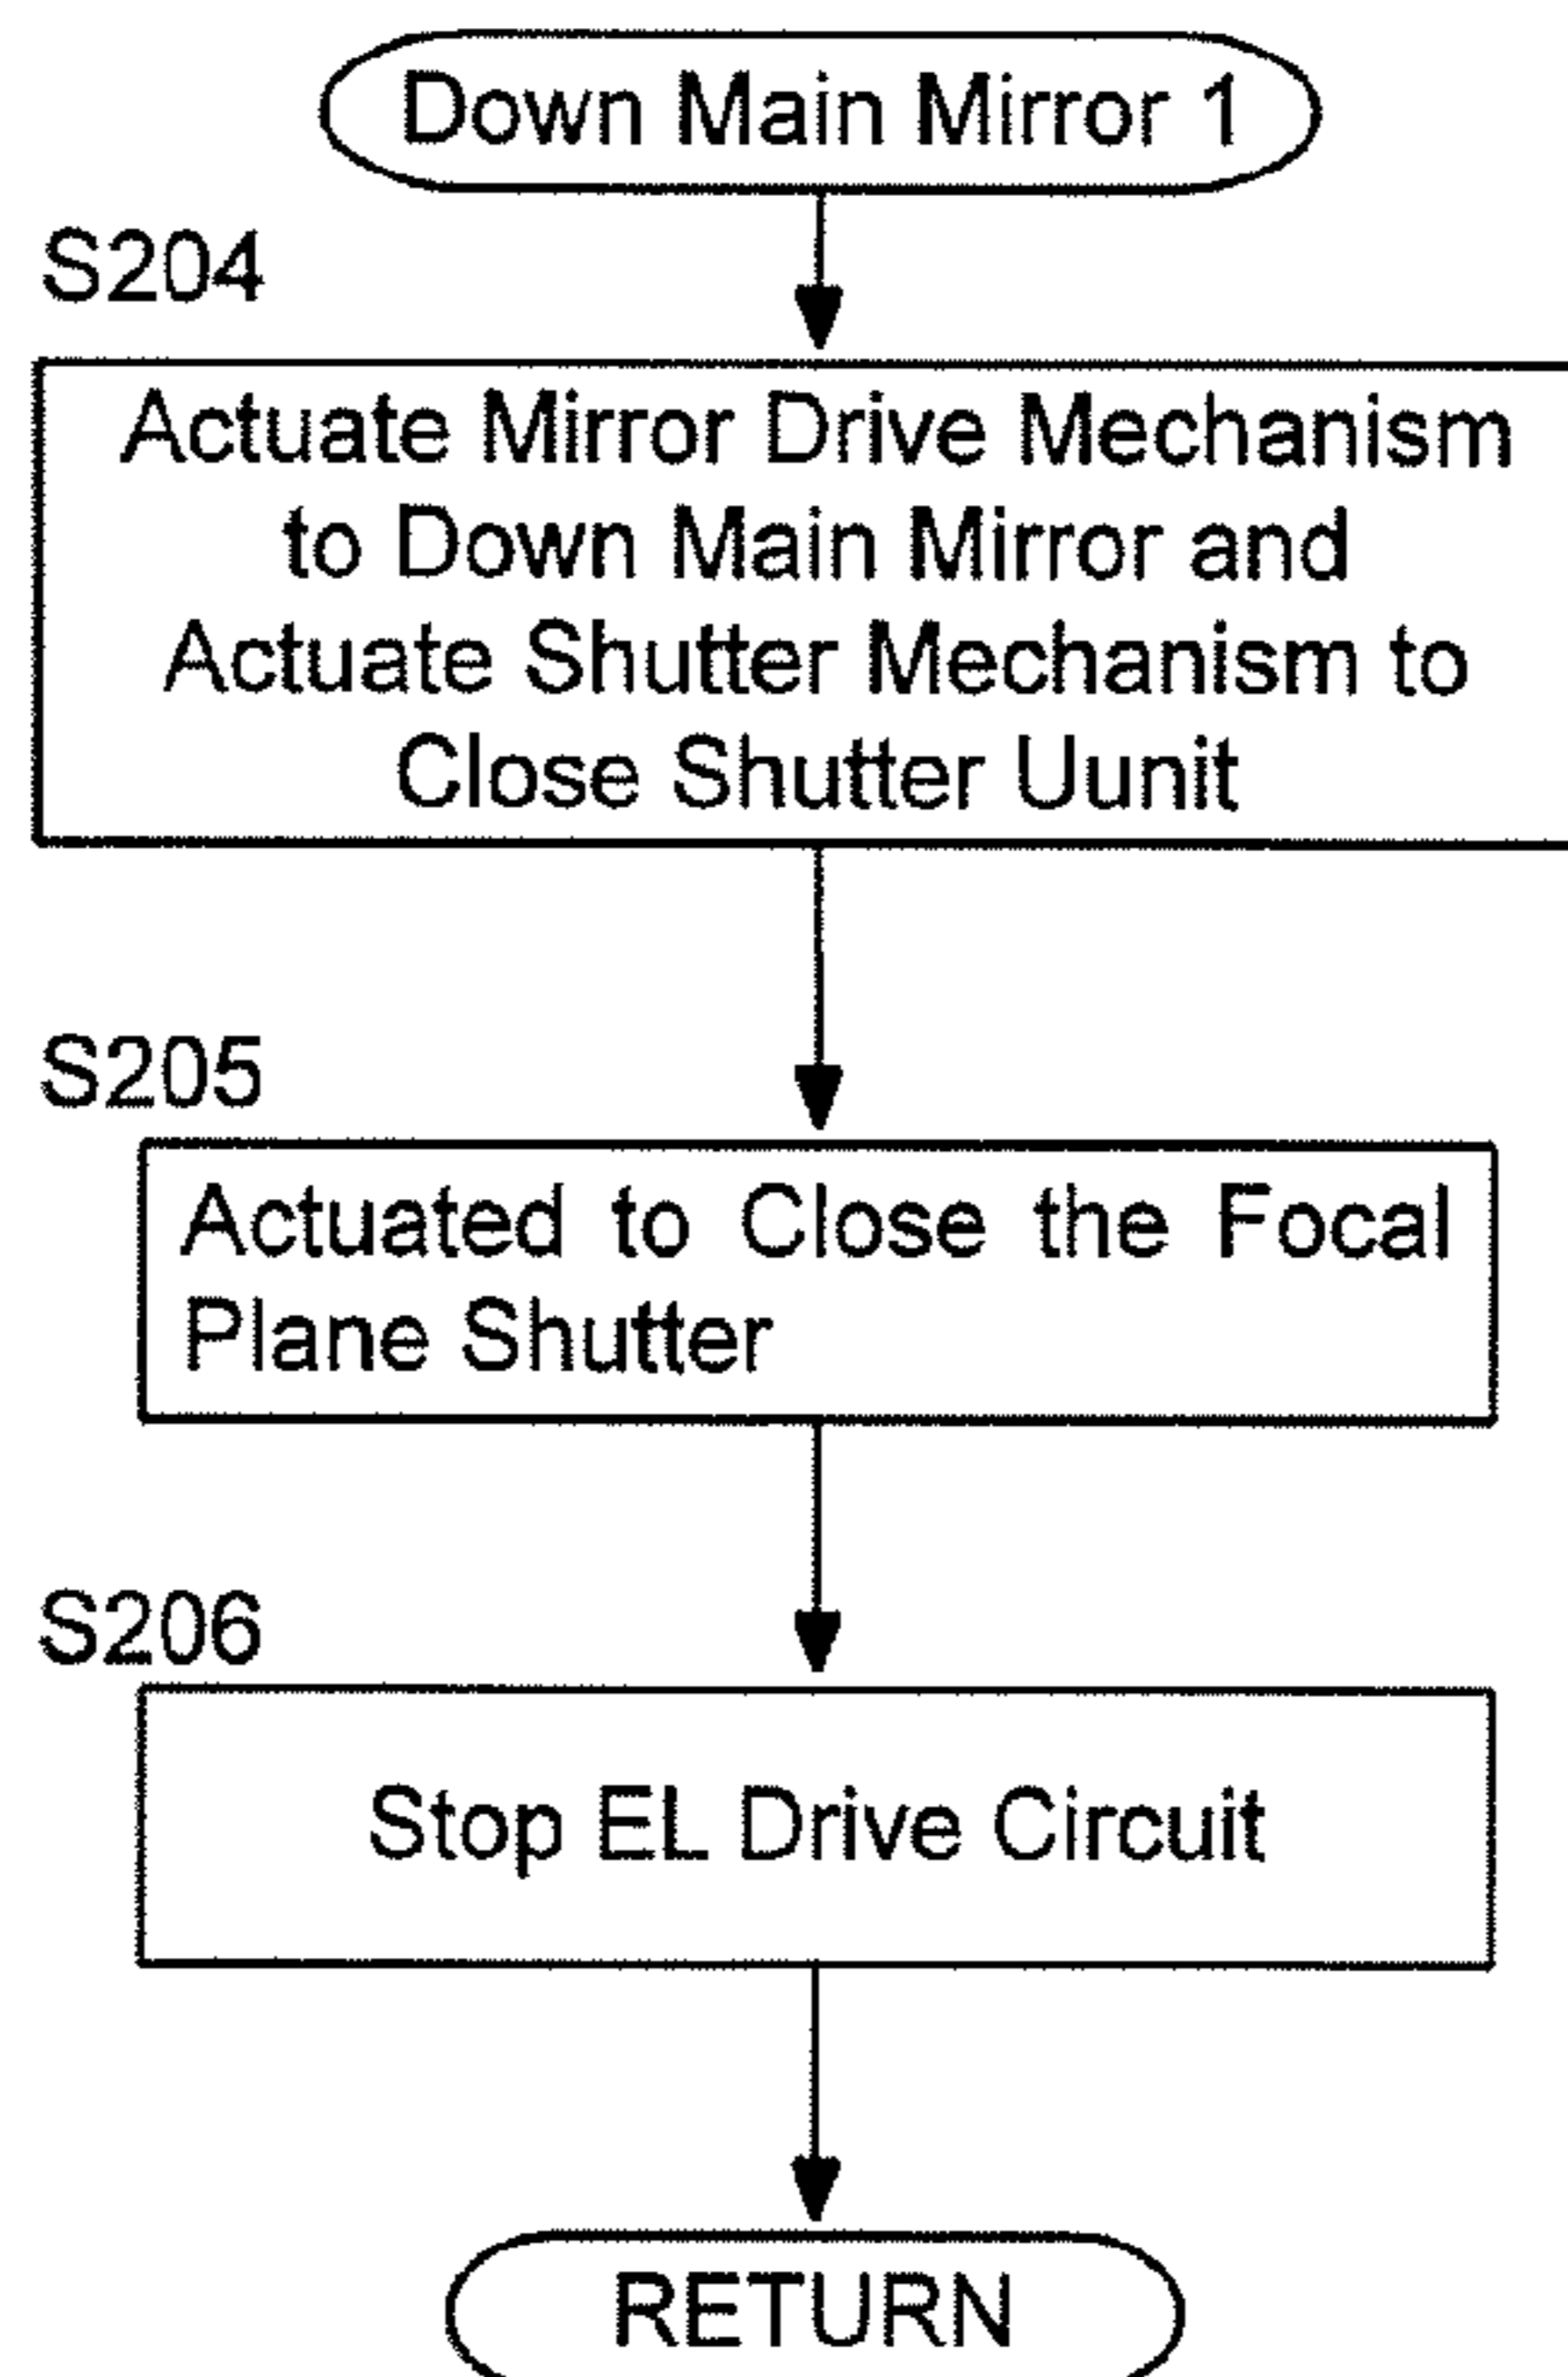 Down Main Mirror 1
S204
Actuate Mirror Drive Mechanism
to Down Main Mirror and
Actuate Shutter Mechanism to
Close Shutter Uunit
S205
Actuated to Close the Focal
Plane Shutter
S206
Stop EL Drive Circuit
RETURN